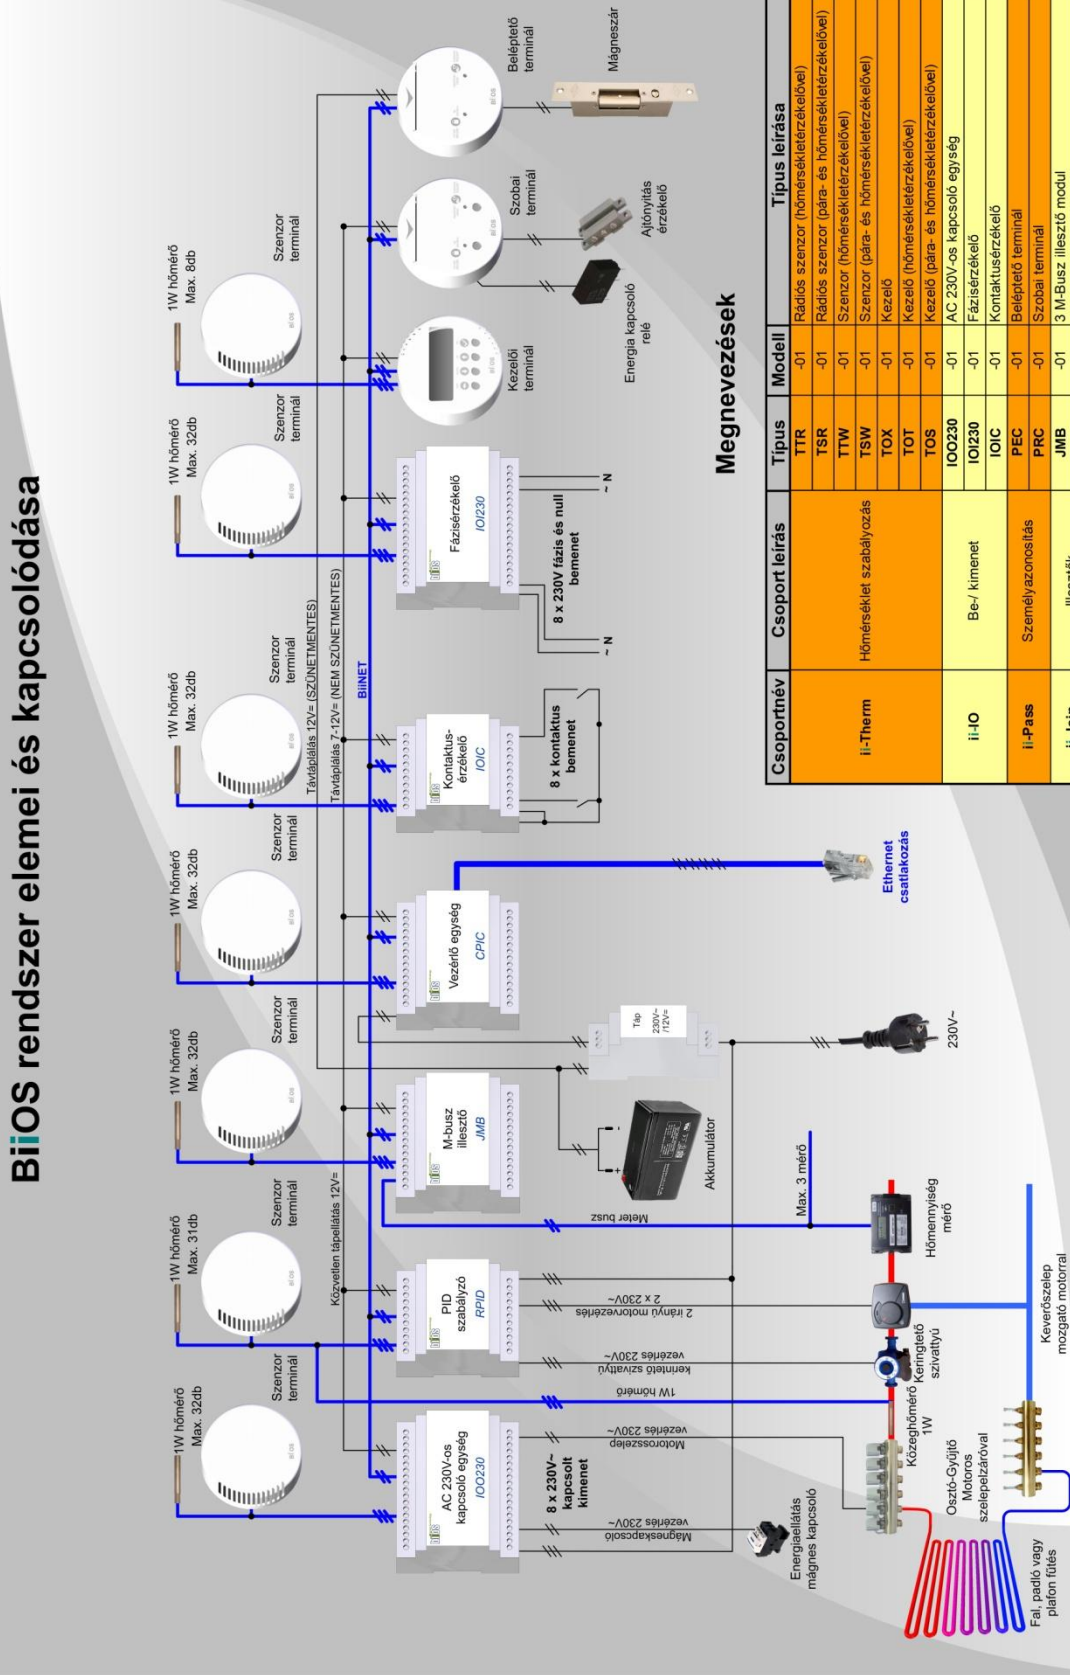 BiiOS rendszer elemei és kapcsolódása
1W hőmérő
Max. 32db
Szenzor
terminál
1W hőmérő
Max. 31db
Szenzor
terminál
1W hőmérő
Max. 32db
Szenzor
terminál
1W hőmérő
Max. 32db
Szenzor
terminál
1W hőmérő
Max. 32db
Szenzor
terminál
1W hőmérő
Max. 32db
Szenzor
terminál
1W hőmérő
Max. 8db
Szenzor
terminál
Közvetlen tápellátás 12V=
Távtáplálás 12V= (SZÜNETMENTES)
Távtáplálás 7-12V= (NEM SZÜNETMENTES)
BiiNET
AC 230V-os
kapcsoló egység
IOO230
PID
szabályzó
RPID
M-busz
illesztő
JMB
Vezérlő egység
CPIC
Kontaktus-
érzékelő
IOIC
Fázisérzékelő
IOI230
Kezelői
terminál
Szobai
terminál
Beléptető
terminál
8 x 230V~
kapcsolt
kimenet
Mágneskapcsoló
vezérlés 230V~
Motorosszelep
vezérlés 230V~
1W hőmérő
kerintető szivattyú
vezérlés 230V~
2 irányú motorvezérlés
2 x 230V~
Meter busz
Max. 3 mérő
+
-
Akkumulátor
Táp
230V~
/12V=
230V~
Ethernet
csatlakozás
8 x kontaktus
bemenet
8 x 230V fázis és null
bemenet
~ N
~ N
Energia kapcsoló
relé
Ajtónyitás
érzékelő
Mágneszár
Energiaellátás
mágnes kapcsoló
Közeghőmérő
1W
Keringtető
szivattyú
Hőmennyiség
mérő
Osztó-Gyűjtő
Motoros
szelepelzáróval
Keverőszelep
mozgató motorral
Fal, padló vagy
plafon fűtés
Megnevezések
Csoportnév Csoport leírás Típus Modell Típus leírása
ii-Therm Hőmérséklet szabályozás TTR -01 Rádiós szenzor (hőmérsékletérzékelővel)
TSR -01 Rádiós szenzor (pára- és hőmérsékletérzékelővel)
TTW -01 Szenzor (hőmérsékletérzékelővel)
TSW -01 Szenzor (pára- és hőmérsékletérzékelővel)
TOX -01 Kezelő
TOT -01 Kezelő (hőmérsékletérzékelővel)
TOS -01 Kezelő (pára- és hőmérsékletérzékelővel)
ii-IO Be-/ kimenet IOO230 -01 AC 230V-os kapcsoló egység
IOI230 -01 Fázisérzékelő
IOIC -01 Kontaktusérzékelő
ii-Pass Személyazonosítás PEC -01 Beléptető terminál
PRC -01 Szobai terminál
JMB -01 3 M-Busz illesztő modul